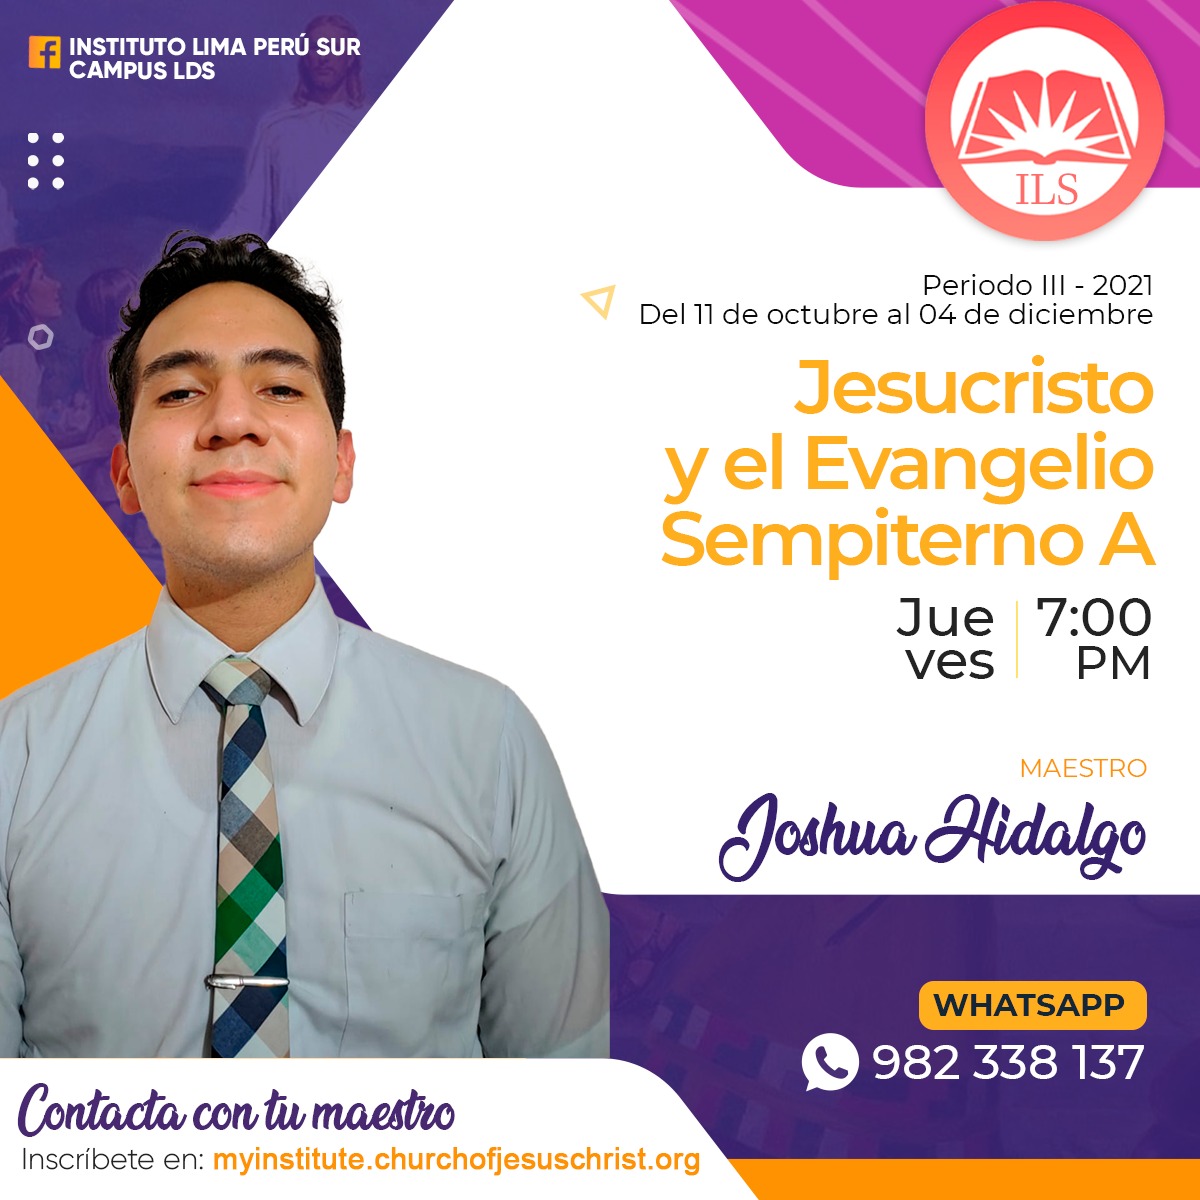 INSTITUTO LIMA PERÚ SUR
CAMPUS LDS
ILS
Periodo III - 2021
Del 11 de octubre al 04 de diciembre
Jesucristo
y el Evangelio
Sempiterno A
Jue
ves
7:00
PM
MAESTRO
Joshua Hidalgo
WHATSAPP
982 338 137
Contacta con tu maestro
Inscríbete en: myinstitute.churchofjesuschrist.org